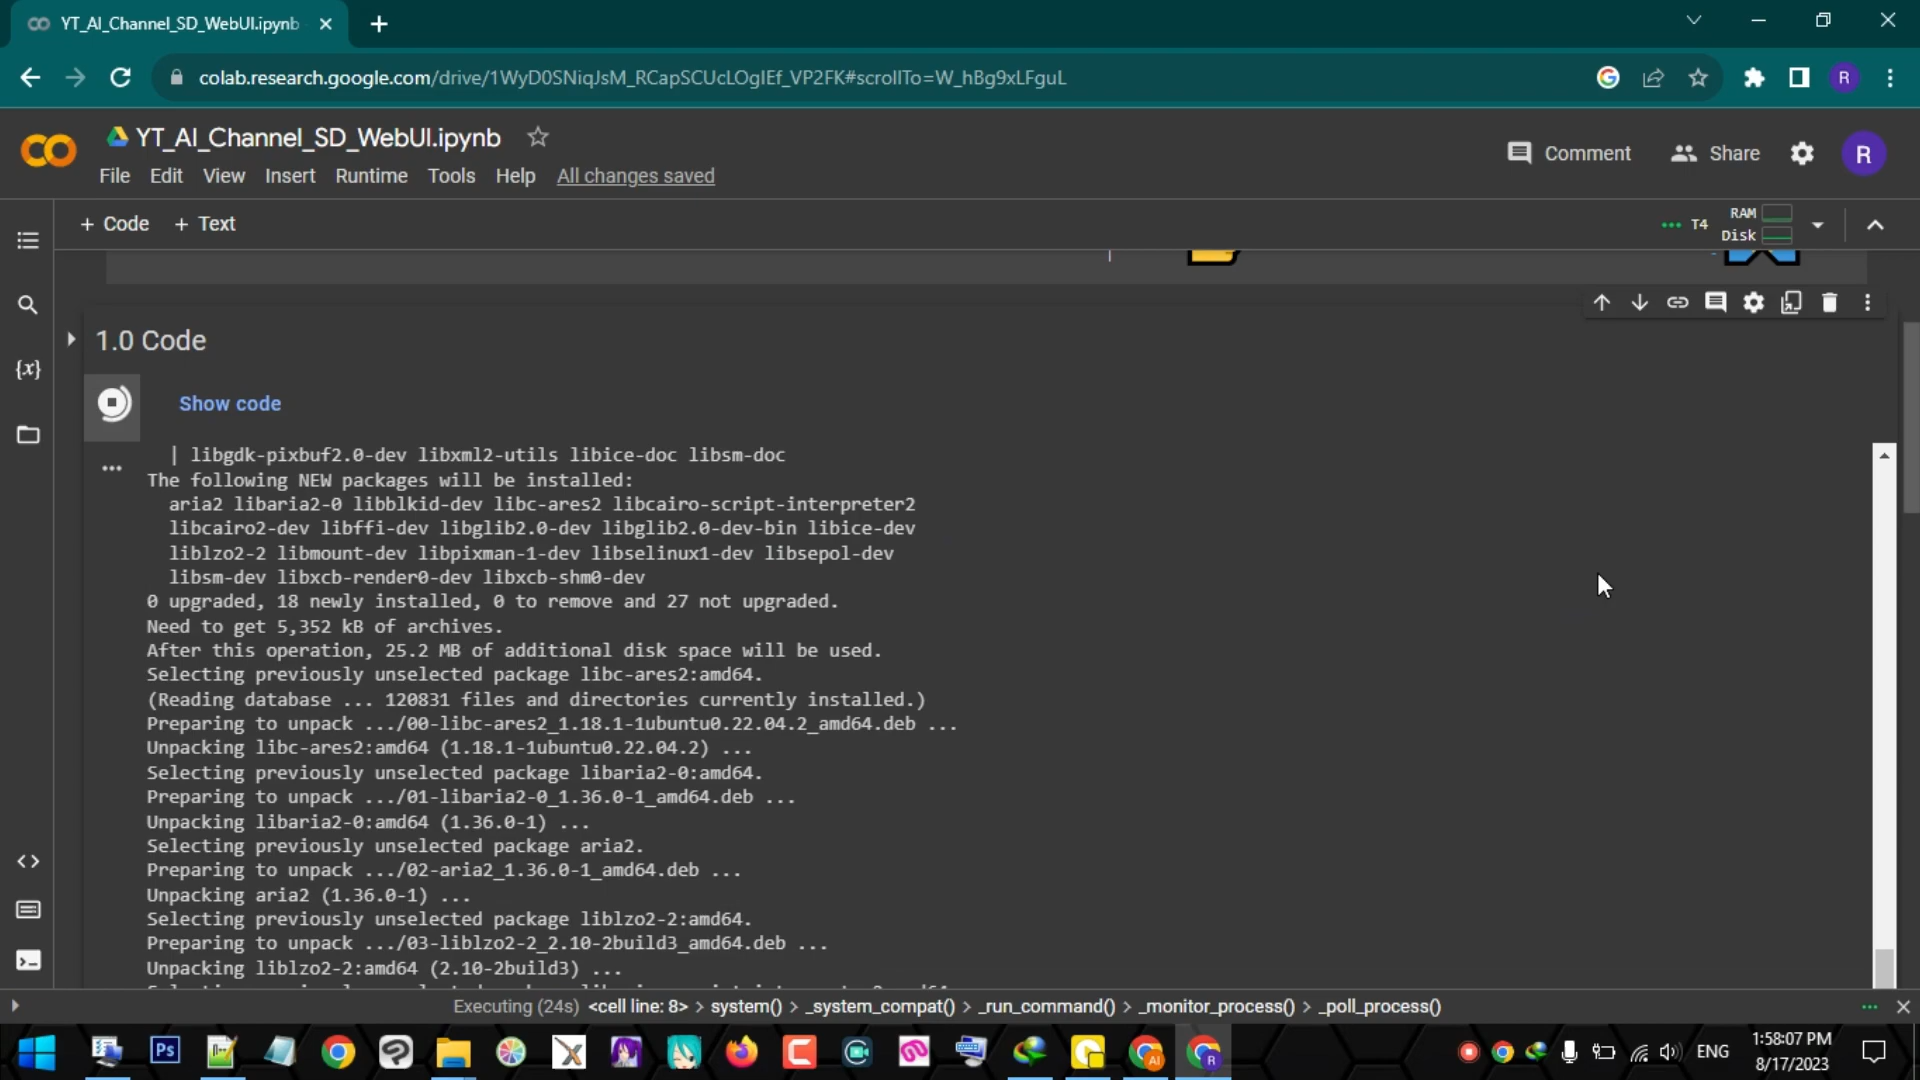 YT_AI_Channel_SD_WebUI.ipynb
colab.research.google.com/drive/1WyD0SNiqJsM_RCapSCUcLOglEf_VP2FK#scrollTo=W_hBg9xLFguL
R
YT_AI_Channel_SD_WebUI.ipynb
Comment
Share
R
File Edit View Insert Runtime Tools Help All changes saved
+ Code + Text
T4
RAM
Disk
{x}
1.0 Code
Show code
| libgdk-pixbuf2.0-dev libxml2-utils libice-doc libsm-doc
The following NEW packages will be installed:
aria2 libaria2-0 libblkid-dev libc-ares2 libcairo-script-interpreter2
libcairo2-dev libffi-dev libglib2.0-dev libglib2.0-dev-bin libice-dev
liblzo2-2 libmount-dev libpixman-1-dev libselinux1-dev libsepol-dev
libsm-dev libxcb-render0-dev libxcb-shm0-dev
0 upgraded, 18 newly installed, 0 to remove and 27 not upgraded.
Need to get 5,352 kB of archives.
After this operation, 25.2 MB of additional disk space will be used.
Selecting previously unselected package libc-ares2:amd64.
(Reading database ... 120831 files and directories currently installed.)
Preparing to unpack .../00-libc-ares2_1.18.1-1ubuntu0.22.04.2_amd64.deb ...
Unpacking libc-ares2:amd64 (1.18.1-1ubuntu0.22.04.2) ...
Selecting previously unselected package libaria2-0:amd64.
Preparing to unpack .../01-libaria2-0_1.36.0-1_amd64.deb ...
Unpacking libaria2-0:amd64 (1.36.0-1) ...
Selecting previously unselected package aria2.
Preparing to unpack .../02-aria2_1.36.0-1_amd64.deb ...
Unpacking aria2 (1.36.0-1) ...
Selecting previously unselected package liblzo2-2:amd64.
Preparing to unpack .../03-liblzo2-2_2.10-2build3_amd64.deb ...
Unpacking liblzo2-2:amd64 (2.10-2build3) ...
Executing (24s) <cell line: 8> > system() > _system_compat() > _run_command() > _monitor_process() > _poll_process()
Ps
AI
R
ENG
1:58:07 PM
8/17/2023